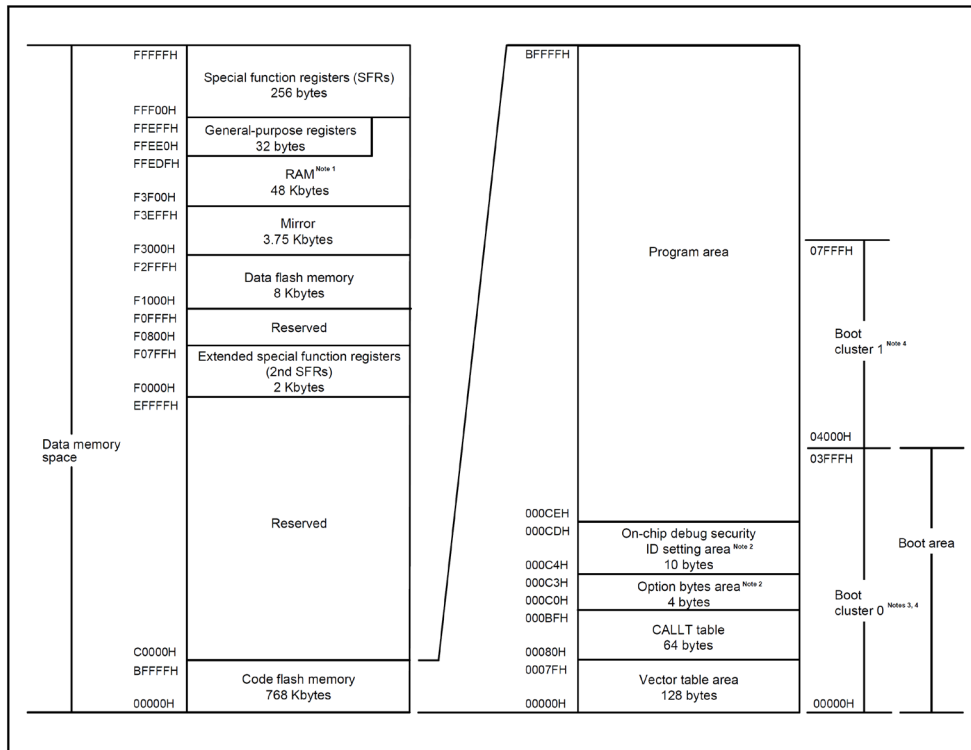 FFFFFH
Special function registers (SFRs)
256 bytes
FFF00H
FFEFFH
General-purpose registers
32 bytes
FFEE0H
FFEDFH
RAM Note 1
48 Kbytes
F3F00H
F3EFFH
Mirror
3.75 Kbytes
F3000H
F2FFFH
Data flash memory
8 Kbytes
F1000H
F0FFFH
Reserved
F0800H
F07FFH
Extended special function registers
(2nd SFRs)
2 Kbytes
F0000H
EFFFFH
Data memory
space
Reserved
C0000H
BFFFFH
Code flash memory
768 Kbytes
00000H
BFFFFH
Program area
000CEH
000CDH
On-chip debug security
ID setting area Note 2
10 bytes
000C4H
000C3H
Option bytes area Note 2
4 bytes
000C0H
000BFH
CALLT table
64 bytes
00080H
0007FH
Vector table area
128 bytes
00000H
07FFFH
Boot
cluster 1 Note 4
04000H
03FFFH
Boot area
Boot
cluster 0 Notes 3, 4
00000H